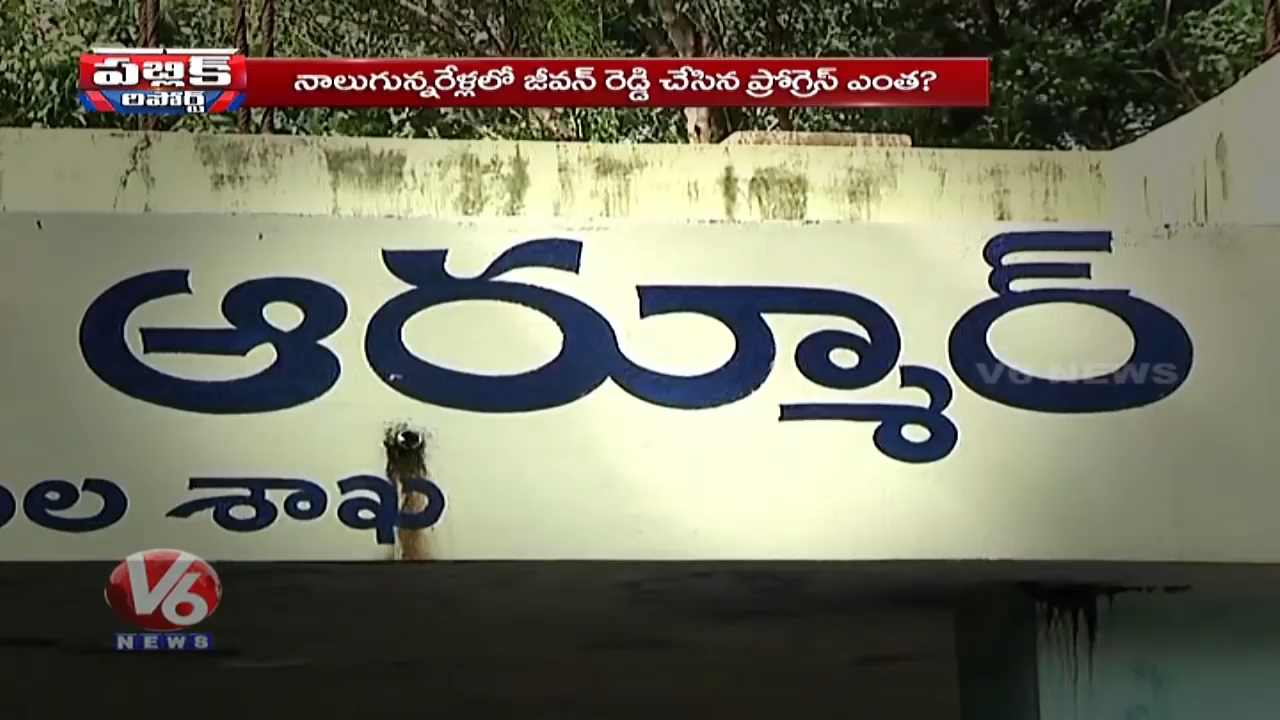 పబ్లిక్
రిపోర్ట్
నాలుగున్నరేళ్లలో జీవన్ రెడ్డి చేసిన ప్రోగ్రెస్ ఎంత?
ఆర్మూర్
V6 NEWS
శాఖ
V6
NEWS